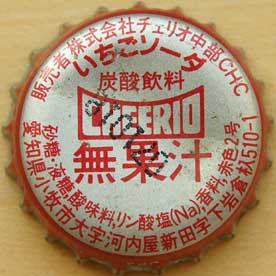 販売者株式会社チェリオ中部CHC
いちごソーダ
炭酸飲料
CHEERIO
無果汁
砂糖・液糖,酸味料,リン酸塩(Na),香料,赤色2号
愛知県小牧市大字河内屋新田字下岩倉杁510-1